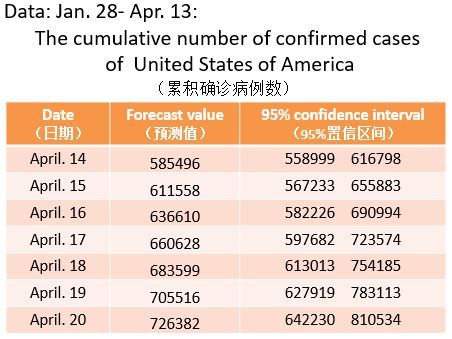 Data: Jan. 28- Apr. 13:
The cumulative number of confirmed cases
of United States of America
（累积确诊病例数）
Date Forecast value 95% confidence interval
（日期） （预测值） （95%置信区间）
April. 14 585496 558999 616798
April. 15 611558 567233 655883
April. 16 636610 582226 690994
April. 17 660628 597682 723574
April. 18 683599 613013 754185
April. 19 705516 627919 783113
April. 20 726382 642230 810534